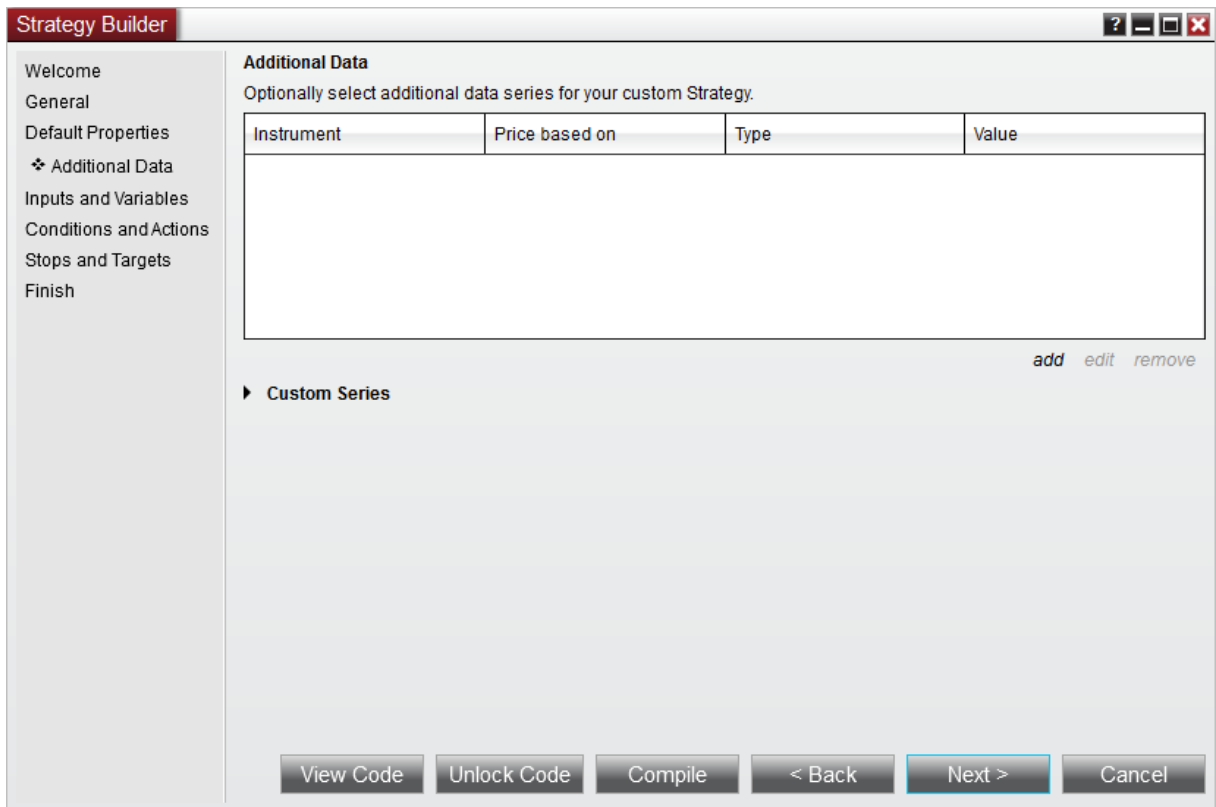 Strategy Builder
?
Welcome
General
Default Properties
Additional Data
Inputs and Variables
Conditions and Actions
Stops and Targets
Finish
Additional Data
Optionally select additional data series for your custom Strategy.
Instrument Price based on Type Value
add edit remove
Custom Series
View Code Unlock Code Compile < Back Next > Cancel